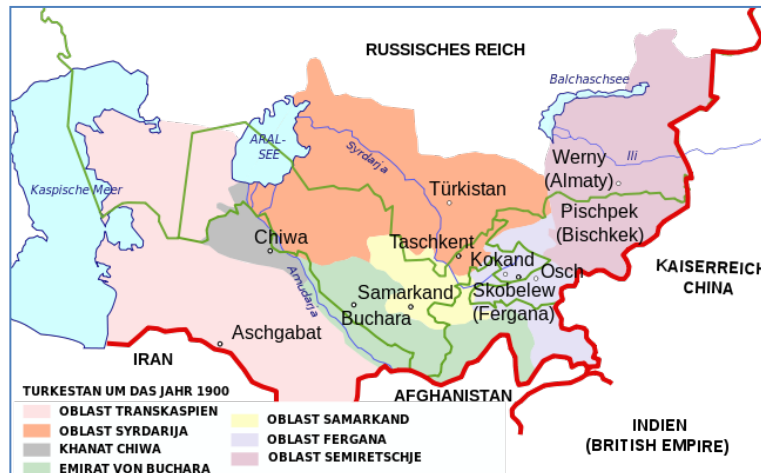 RUSSISCHES REICH
Balchaschsee
ARAL-
SEE
Syrdarja
Ili
Werny
(Almaty)
Kaspische Meer
Türkistan
Pischpek
(Bischkek)
Chiwa
Taschkent
Kokand
Osch
KAISERREICH
CHINA
Amudarja
Samarkand
Skobelew
(Fergana)
Buchara
Aschgabat
IRAN
AFGHANISTAN
INDIEN
(BRITISH EMPIRE)
TURKESTAN UM DAS JAHR 1900
OBLAST TRANSKASPIEN
OBLAST SYRDARIJA
KHANAT CHIWA
EMIRAT VON BUCHARA
OBLAST SAMARKAND
OBLAST FERGANA
OBLAST SEMIRETSCHJE